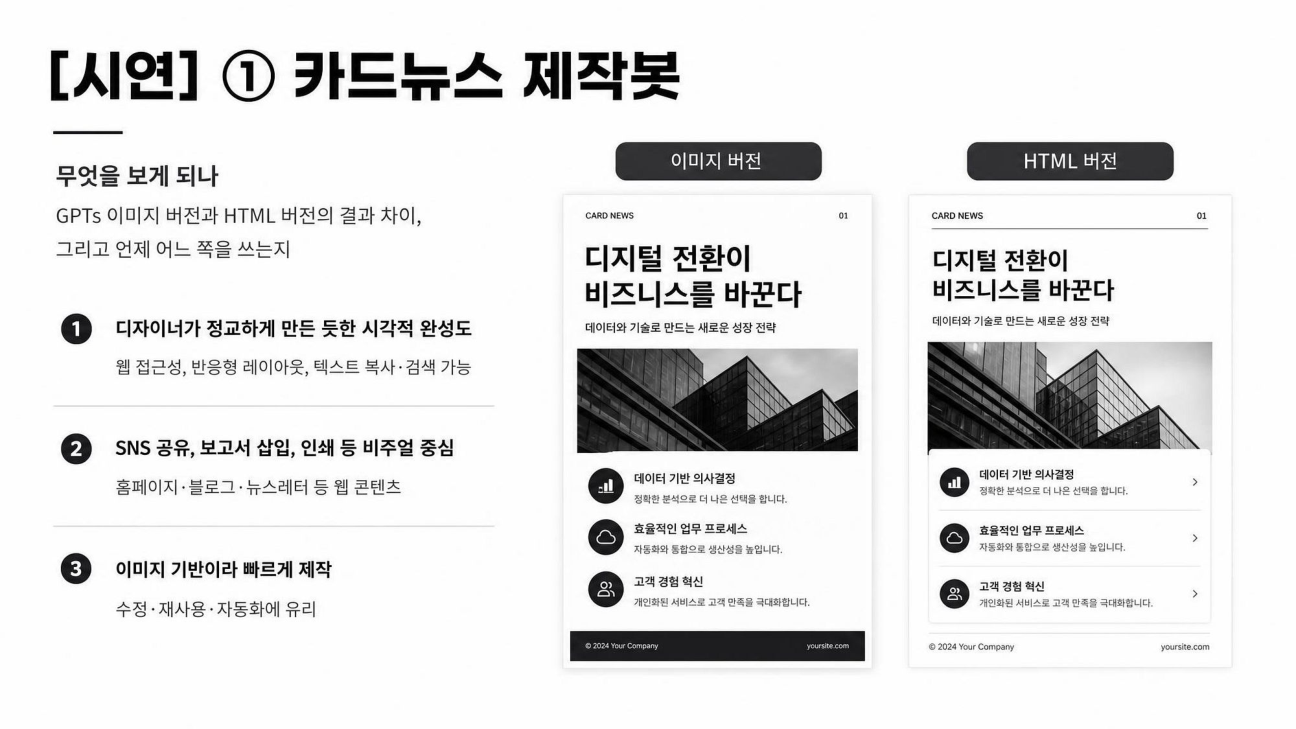 [시연] ① 카드뉴스 제작봇
무엇을 보게 되나
GPTs 이미지 버전과 HTML 버전의 결과 차이,
그리고 언제 어느 쪽을 쓰는지
1 디자이너가 정교하게 만든 듯한 시각적 완성도
웹 접근성, 반응형 레이아웃, 텍스트 복사·검색 가능
2 SNS 공유, 보고서 삽입, 인쇄 등 비주얼 중심
홈페이지·블로그·뉴스레터 등 웹 콘텐츠
3 이미지 기반이라 빠르게 제작
수정·재사용·자동화에 유리
이미지 버전
CARD NEWS 01
디지털 전환이
비즈니스를 바꾼다
데이터와 기술로 만드는 새로운 성장 전략
데이터 기반 의사결정
정확한 분석으로 더 나은 선택을 합니다.
효율적인 업무 프로세스
자동화와 통합으로 생산성을 높입니다.
고객 경험 혁신
개인화된 서비스로 고객 만족을 극대화합니다.
© 2024 Your Company yoursite.com
HTML 버전
CARD NEWS 01
디지털 전환이
비즈니스를 바꾼다
데이터와 기술로 만드는 새로운 성장 전략
데이터 기반 의사결정
정확한 분석으로 더 나은 선택을 합니다.
효율적인 업무 프로세스
자동화와 통합으로 생산성을 높입니다.
고객 경험 혁신
개인화된 서비스로 고객 만족을 극대화합니다.
© 2024 Your Company yoursite.com